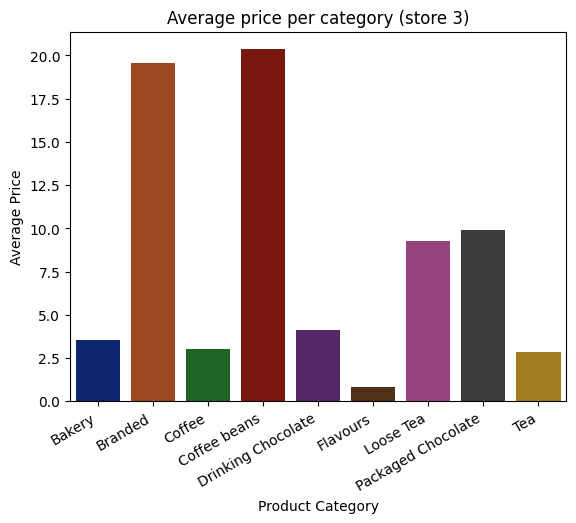 Average price per category (store 3)
Average Price
20.0
17.5
15.0
12.5
10.0
7.5
5.0
2.5
0.0
Bakery
Branded
Coffee
Coffee beans
Drinking Chocolate
Flavours
Loose Tea
Packaged Chocolate
Tea
Product Category